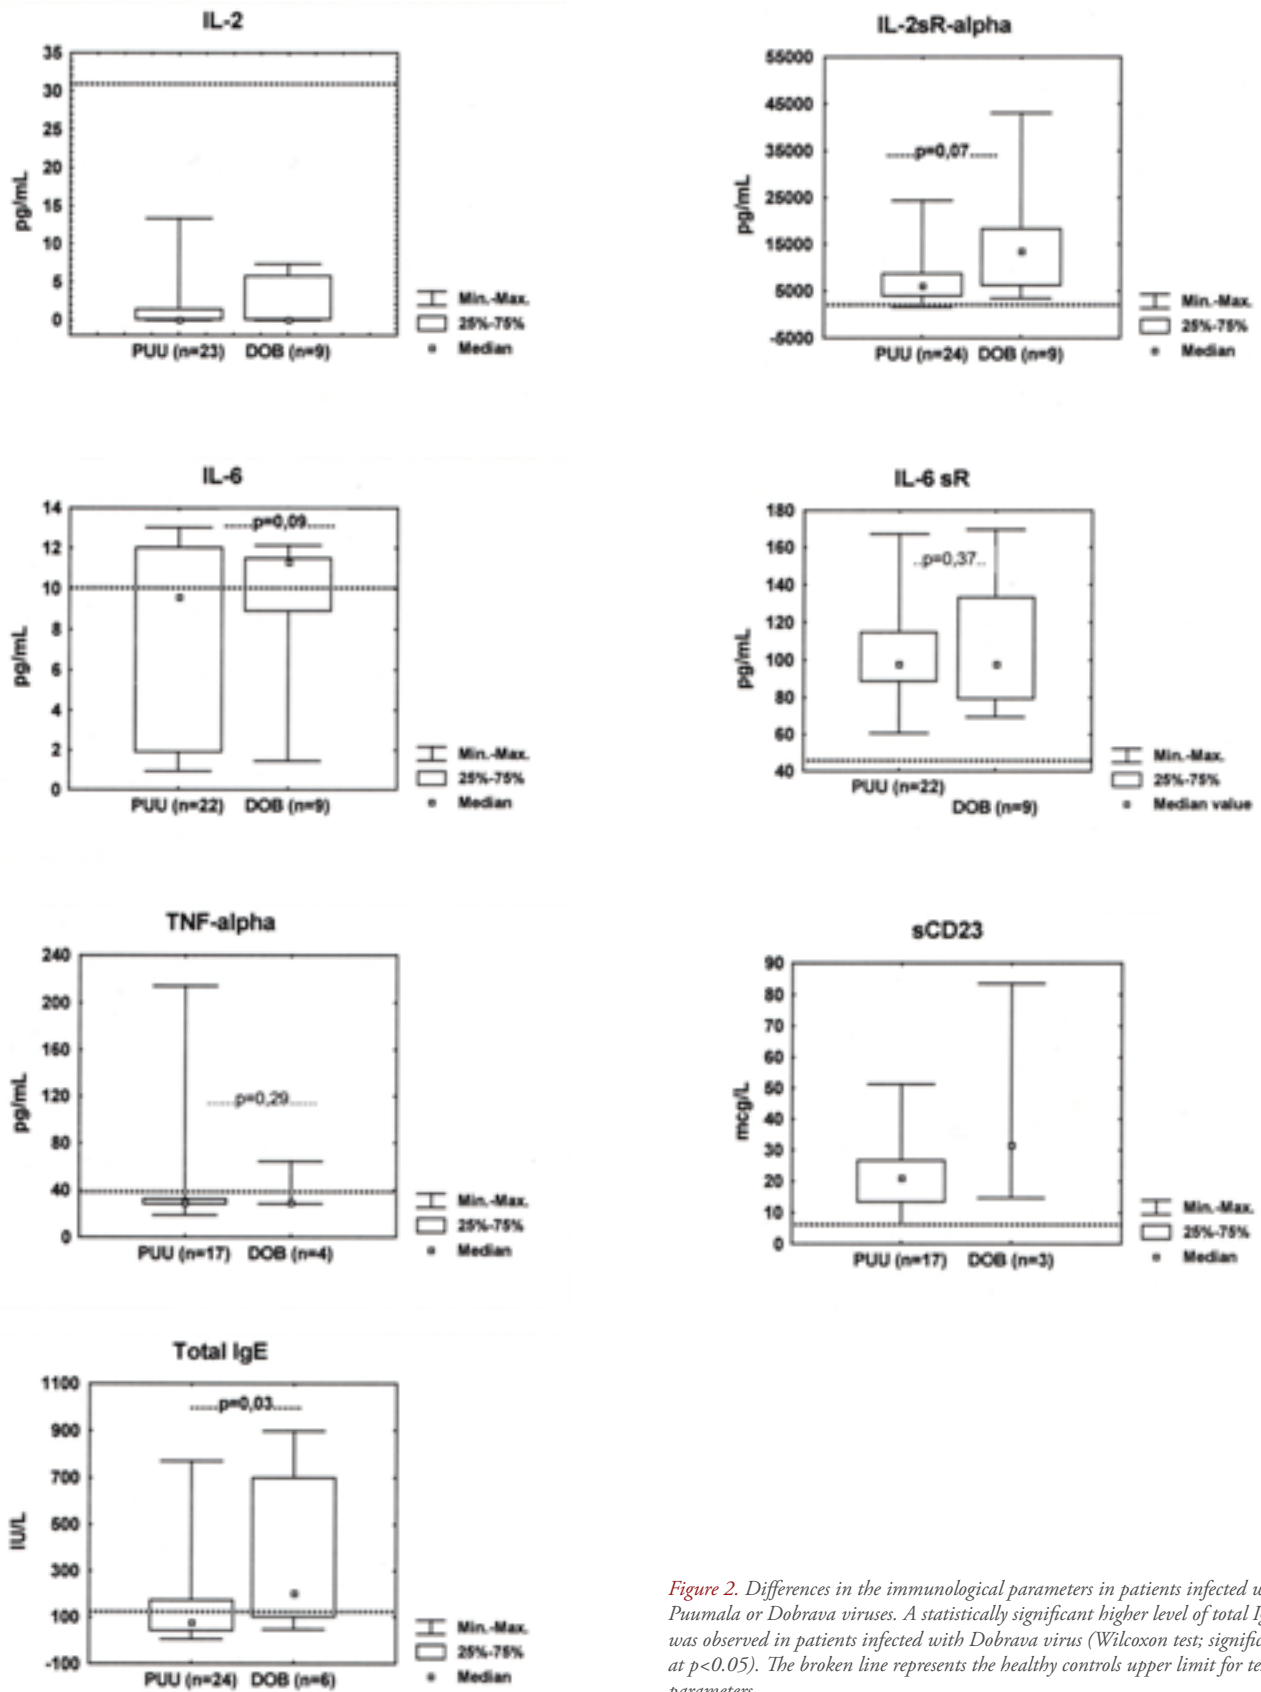 IL-2
35
30
25
20
15
10
5
0
pg/mL
PUU (n=23) DOB (n=9)
Min.-Max.
25%-75%
Median
IL-2sR-alpha
55000
45000
35000
25000
15000
5000
-5000
pg/mL
p=0,07
PUU (n=24) DOB (n=9)
Min.-Max.
25%-75%
Median
IL-6
14
12
10
8
6
4
2
0
pg/mL
p=0,09
PUU (n=22) DOB (n=9)
Min.-Max.
25%-75%
Median
IL-6 sR
180
160
140
120
100
80
60
40
pg/mL
p=0,37
PUU (n=22)
DOB (n=9)
Min.-Max.
25%-75%
Median value
TNF-alpha
240
200
160
120
80
40
0
pg/mL
p=0,29
PUU (n=17) DOB (n=4)
Min.-Max.
25%-75%
Median
sCD23
90
80
70
60
50
40
30
20
10
0
mcg/L
PUU (n=17) DOB (n=3)
Min.-Max.
25%-75%
Median
Total IgE
1100
900
700
500
300
100
-100
IU/L
p=0,03
PUU (n=24) DOB (n=6)
Min.-Max.
25%-75%
Median
Figure 2. Differences in the immunological parameters in patients infected
Puumala or Dobrava viruses. A statistically significant higher level of total
was observed in patients infected with Dobrava virus (Wilcoxon test;
at p<0.05). The broken line represents the healthy controls upper limit for